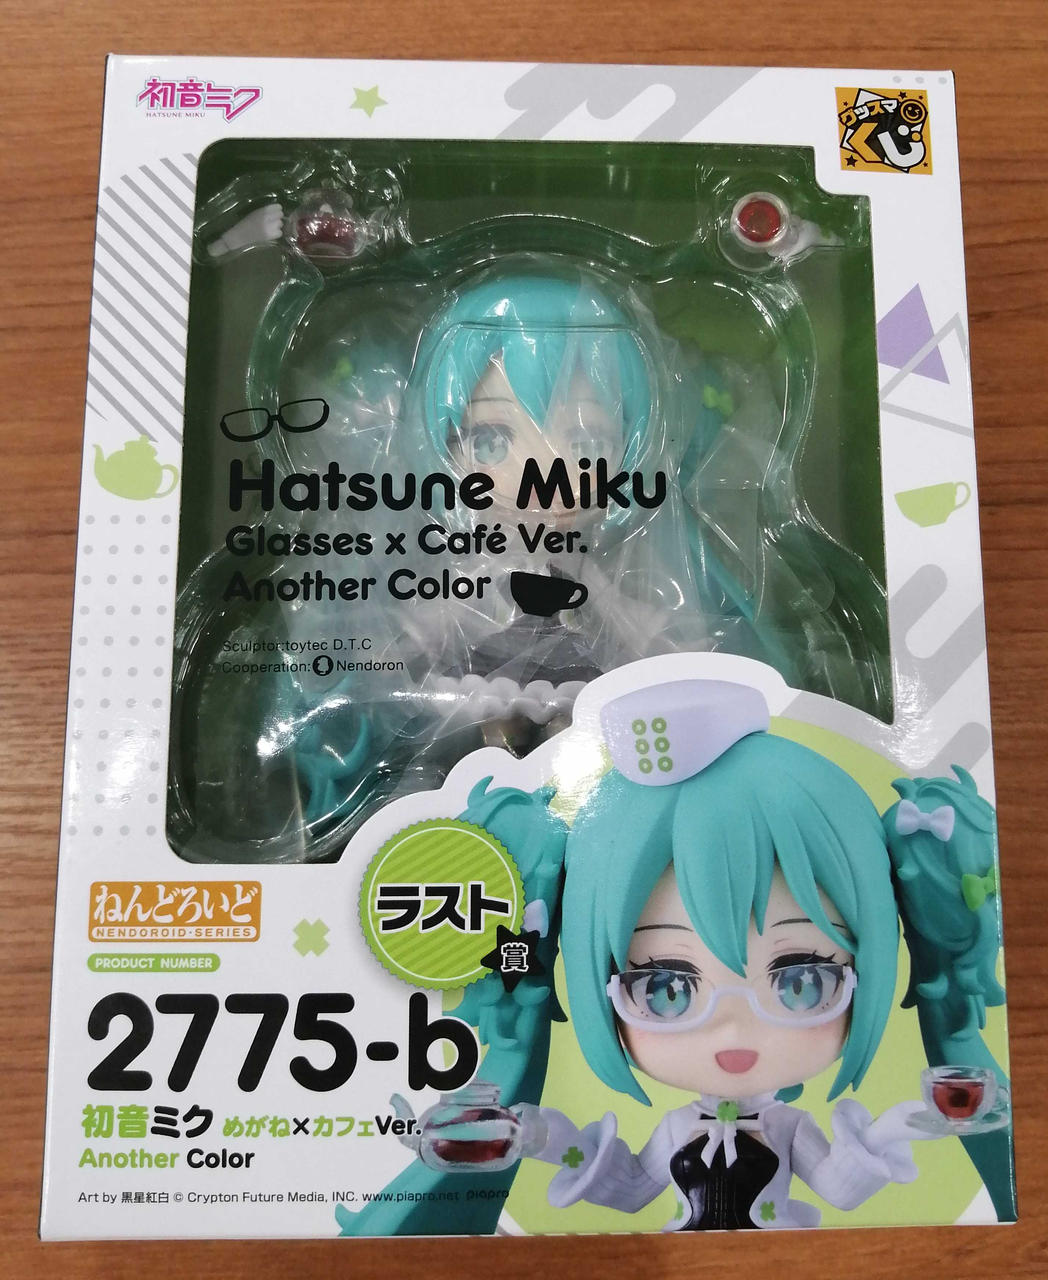 初音ミク
HATSUNE MIKU
グッスマ
くじ
Hatsune Miku
Glasses x Café Ver.
Another Color
Sculptor:toytec D.T.C
Cooperation: Nendoron
ラスト
賞
ねんどろいど
NENDOROID・SERIES
PRODUCT NUMBER
2775-b
初音ミク めがね×カフェVer.
Another Color
Art by 黒星紅白 © Crypton Future Media, INC. www.piapro.net piapro